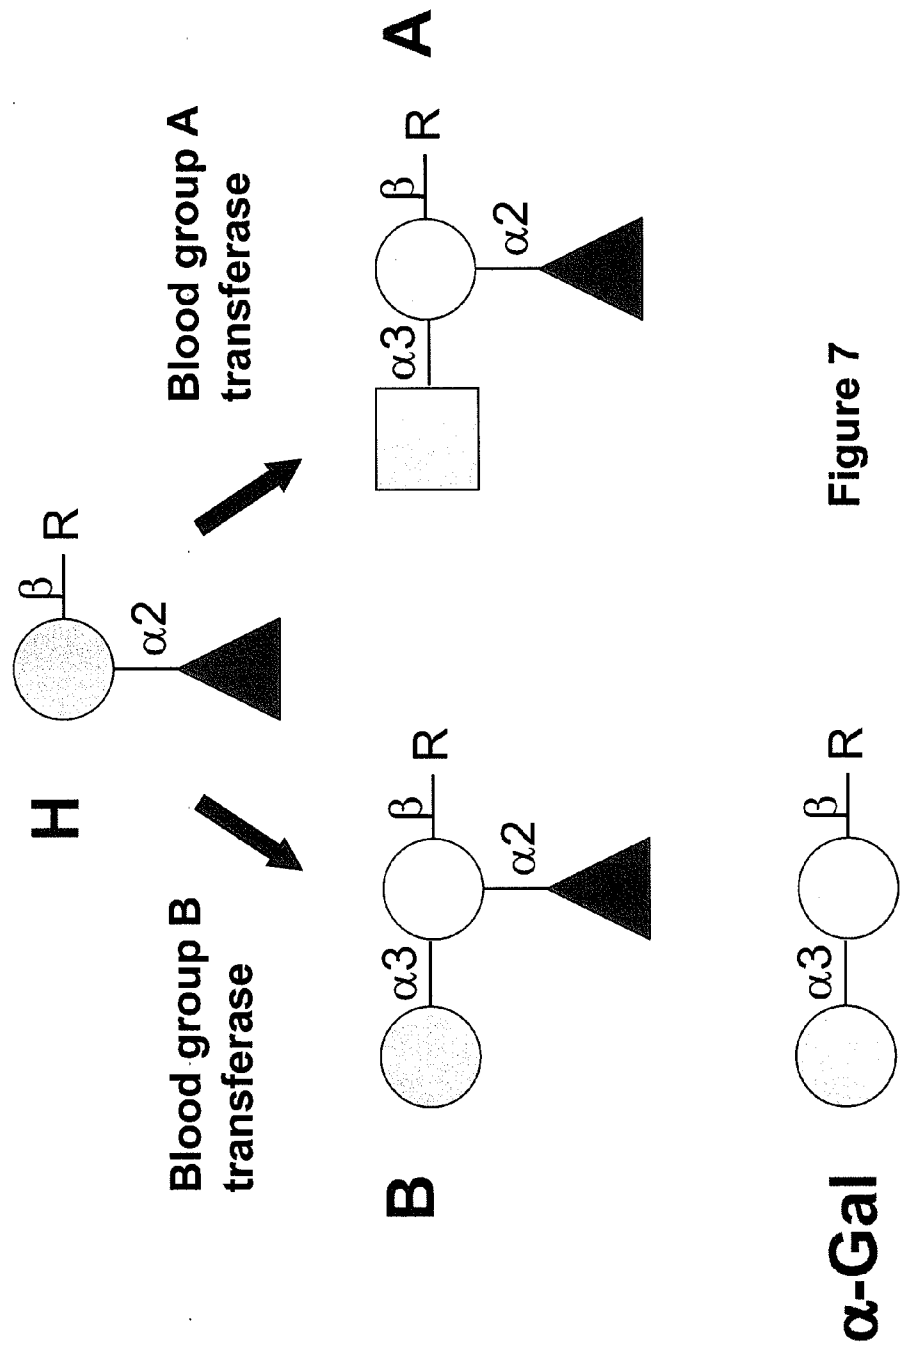 H
β
R
α2
Blood group B
transferase
Blood group A
transferase
B
α3
β
R
α2
α3
β
R
α2
A
α-Gal
α3
β
R
Figure 7